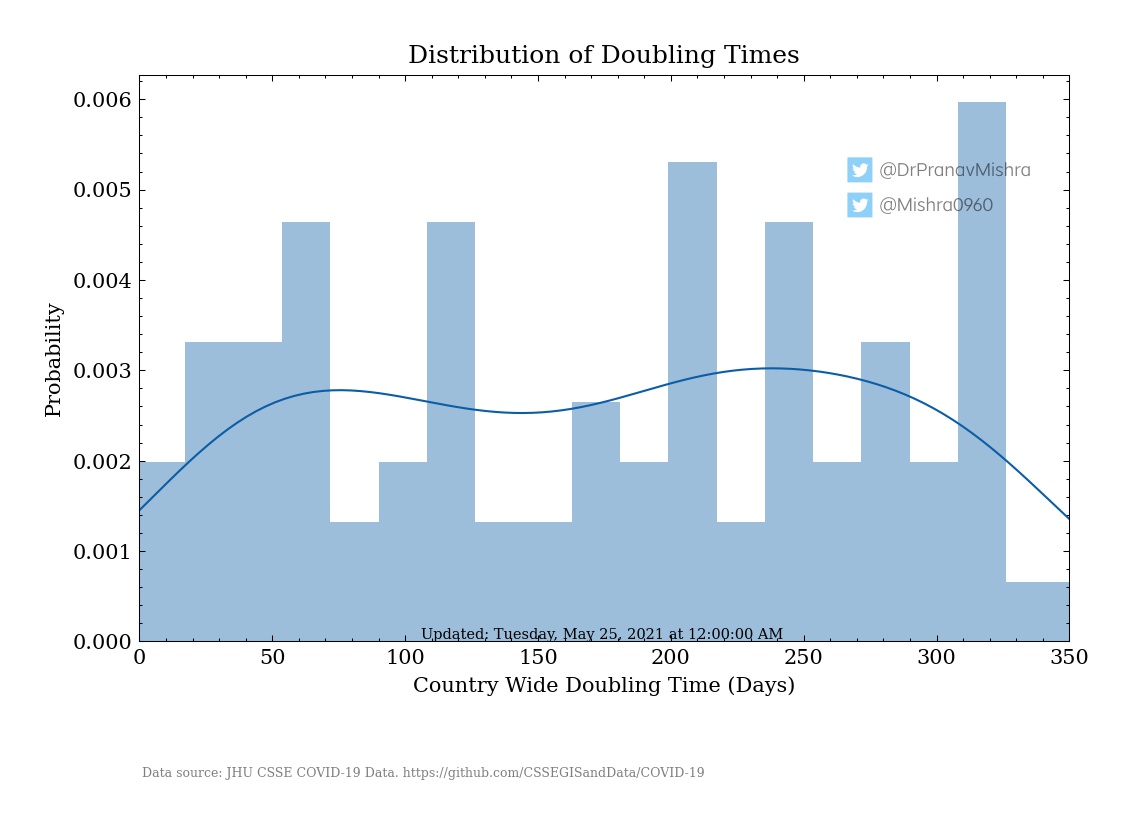 Distribution of Doubling Times
0.006
0.005
0.004
0.003
0.002
0.001
0.000
Probability
@DrPranavMishra
@Mishra0960
Updated; Tuesday, May 25, 2021 at 12:00:00 AM
0 50 100 150 200 250 300 350
Country Wide Doubling Time (Days)
Data source: JHU CSSE COVID-19 Data. https://github.com/CSSEGISandData/COVID-19